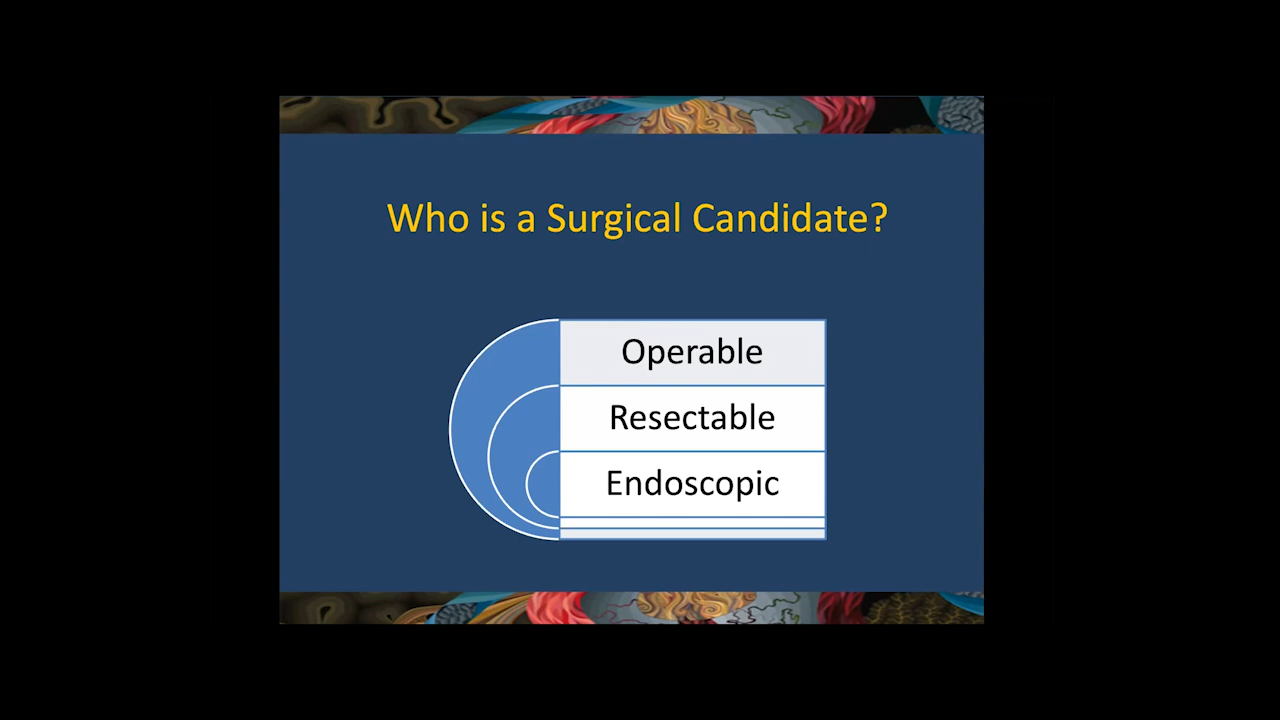 Who is a Surgical Candidate?
Operable
Resectable
Endoscopic